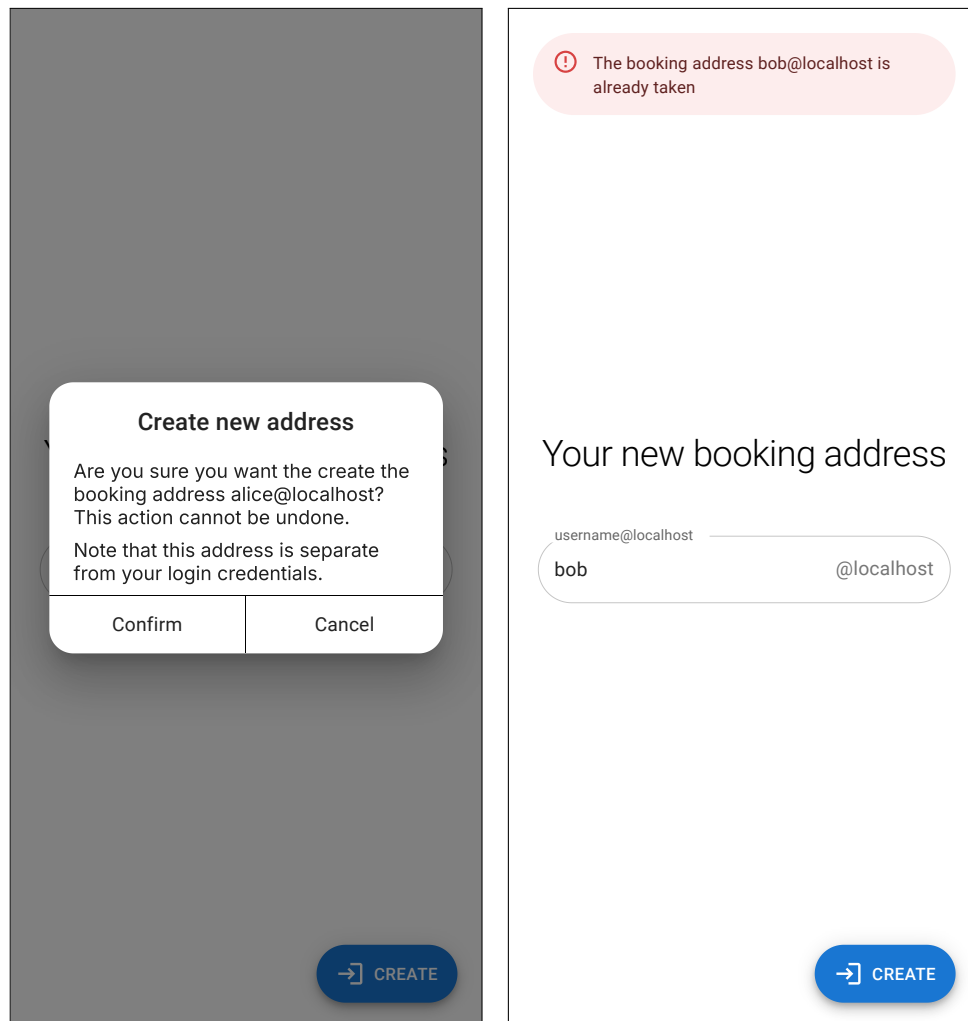 Create new address
Are you sure you want the create the
booking address alice@localhost?
This action cannot be undone.
Note that this address is separate
from your login credentials.
Confirm
Cancel
CREATE
The booking address bob@localhost is
already taken
Your new booking address
username@localhost
bob
@localhost
CREATE